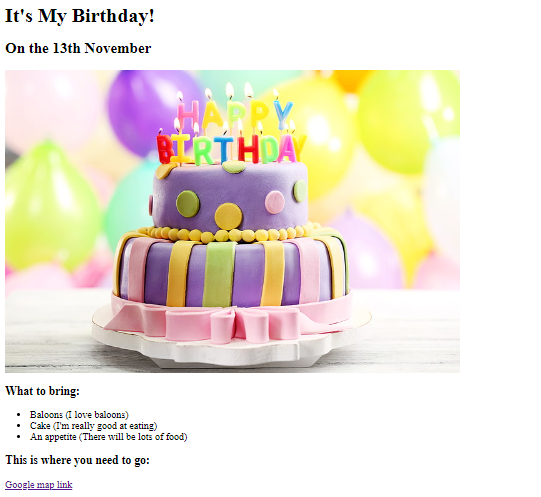 It's My Birthday!
On the 13th November
HAPPY
BIRTHDAY
What to bring:
Baloons (I love baloons)
Cake (I'm really good at eating)
An appetite (There will be lots of food)
This is where you need to go:
Google map link